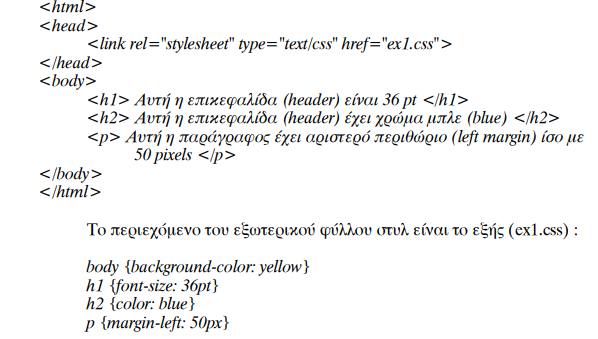 <html>
<head>
<link rel="stylesheet" type="text/css" href="ex1.css">
</head>
<body>
<h1> Αυτή η επικεφαλίδα (header) είναι 36 pt </h1>
<h2> Αυτή η επικεφαλίδα (header) έχει χρώμα μπλε (blue) </h2>
<p> Αυτή η παράγραφος έχει αριστερό περιθώριο (left margin) ίσο με
50 pixels </p>
</body>
</html>
Το περιεχόμενο του εξωτερικού φύλλου στυλ είναι το εξής (ex1.css) :
body {background-color: yellow}
h1 {font-size: 36pt}
h2 {color: blue}
p {margin-left: 50px}